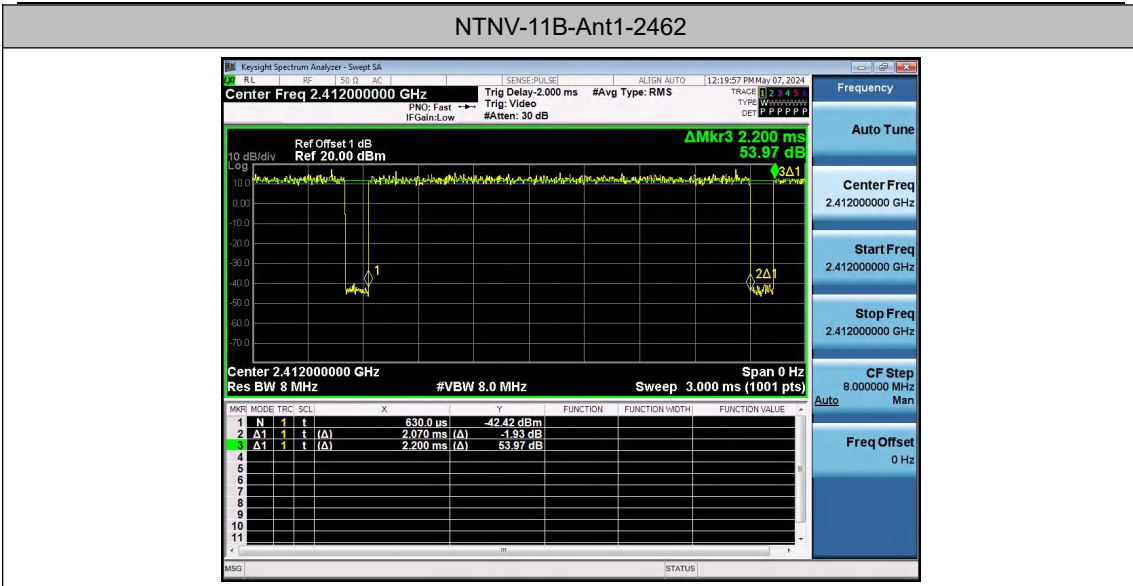 NTNV-11B-Ant1-2462
Keysight Spectrum Analyzer - Swept SA
RL RF 50 Ω AC SENSE:PULSE ALIGN AUTO 12:19:57 PM May 07, 2024
Center Freq 2.412000000 GHz
PNO: Fast
IFGain:Low
Trig Delay-2.000 ms
Trig: Video
#Atten: 30 dB
#Avg Type: RMS
TRACE 1 2 3 4 5 6
TYPE W
DET P P P P P P
Frequency
Auto Tune
Center Freq
2.412000000 GHz
Start Freq
2.412000000 GHz
Stop Freq
2.412000000 GHz
CF Step
8.000000 MHz
Auto Man
Freq Offset
0 Hz
ΔMkr3 2.200 ms
53.97 dB
Ref Offset 1 dB
10 dB/div Ref 20.00 dBm
Log
10.0
0.00
-10.0
-20.0
-30.0
-40.0
-50.0
-60.0
-70.0
3Δ1
1
2Δ1
Center 2.412000000 GHz Span 0 Hz
Res BW 8 MHz #VBW 8.0 MHz Sweep 3.000 ms (1001 pts)
MKR MODE TRC SCL X Y FUNCTION FUNCTION WIDTH FUNCTION VALUE
1 N 1 t 630.0 µs -42.42 dBm
2 Δ1 1 t (Δ) 2.070 ms (Δ) -1.93 dB
3 Δ1 1 t (Δ) 2.200 ms (Δ) 53.97 dB
4
5
6
7
8
9
10
11
MSG STATUS